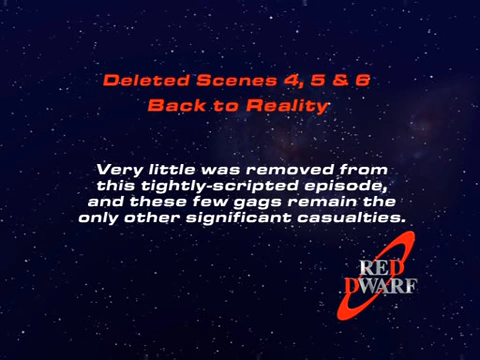 Deleted Scenes 4, 5 & 6
Back to Reality
Very little was removed from
this tightly-scripted episode,
and these few gags remain the
only other significant casualties.
RED
DWARF